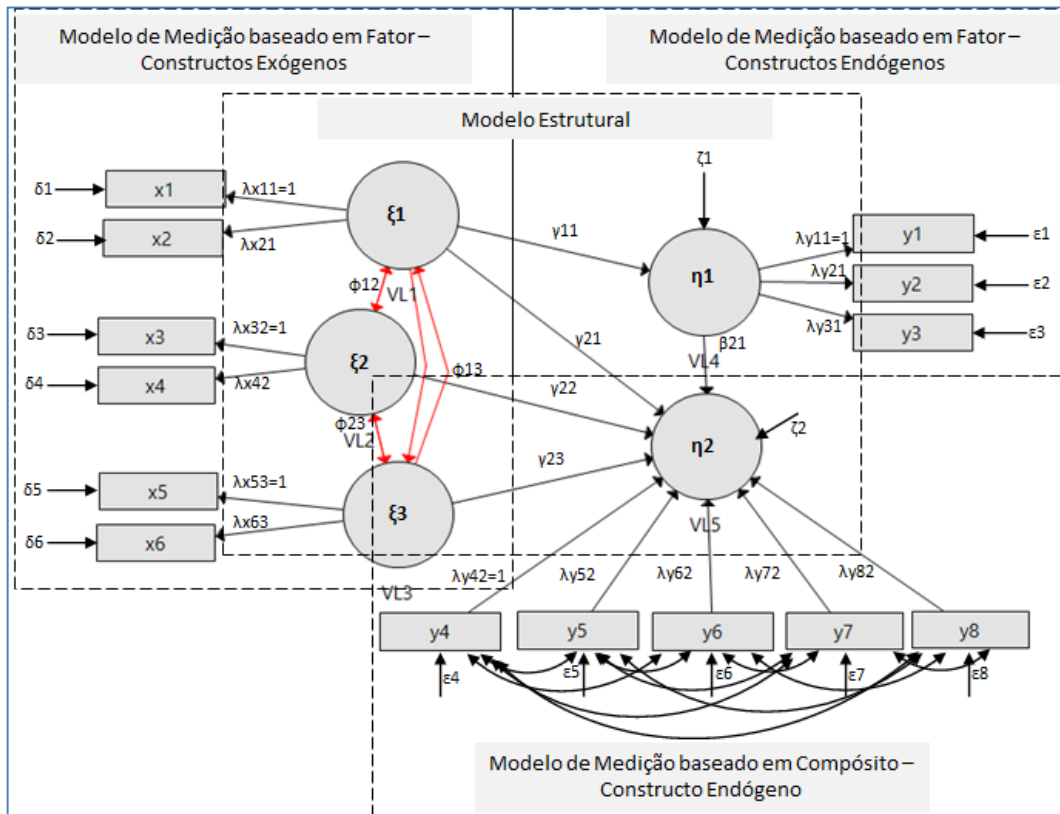 Modelo de Medição baseado em Fator –
Constructos Exógenos
Modelo de Medição baseado em Fator –
Constructos Endógenos
Modelo Estrutural
δ1
x1
λx11=1
ξ1
ζ1
δ2
x2
λx21
γ11
VL1
ϕ12
η1
λy11=1
y1
ε1
λy21
y2
ε2
λy31
y3
ε3
δ3
x3
λx32=1
ξ2
γ21
β21
VL4
δ4
x4
λx42
ϕ13
γ22
ϕ23
VL2
η2
ζ2
δ5
x5
λx53=1
ξ3
γ23
δ6
x6
λx63
VL5
VL3
λy42=1
λy52
λy62
λy72
λy82
y4
y5
y6
y7
y8
ε4
ε5
ε6
ε7
ε8
Modelo de Medição baseado em Compósito –
Constructo Endógeno